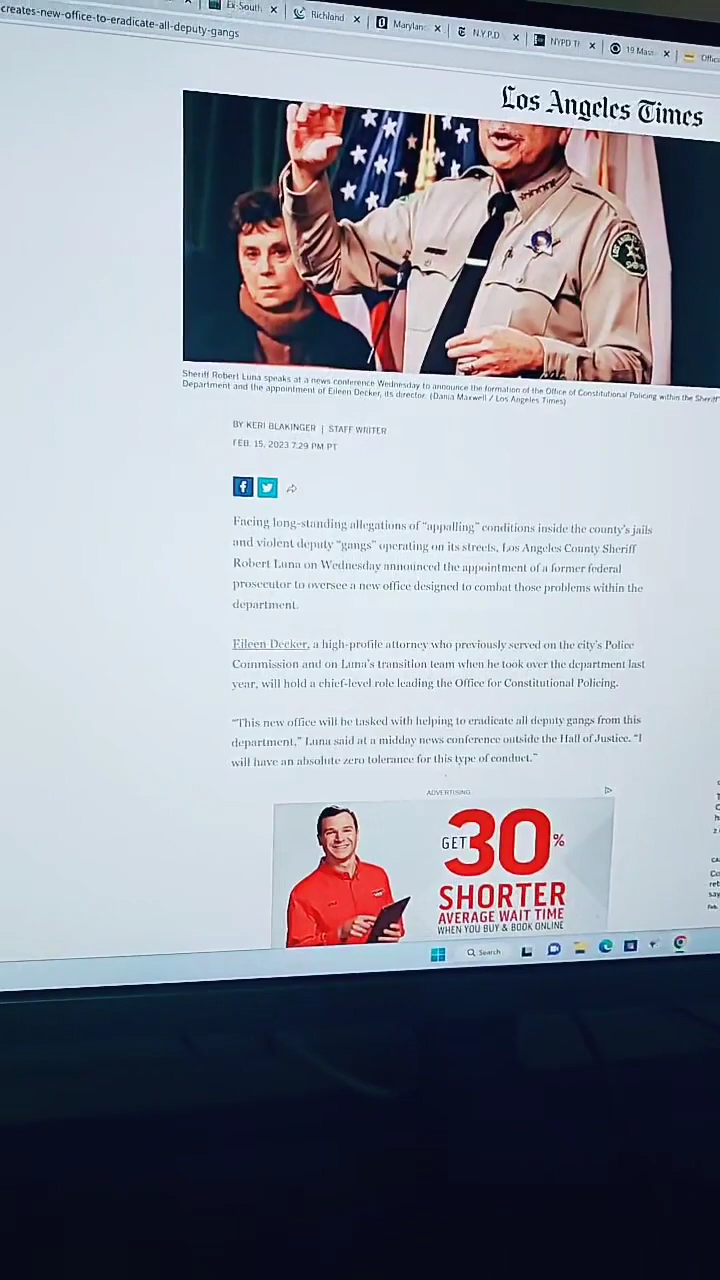 creates-new-office-to-eradicate-all-deputy-gangs
Ex-South
Richland
Marylan
N.Y.P.D.
NYPD
19 Mass
Offic
Los Angeles Times
Sheriff Robert Luna speaks at a news conference Wednesday to announce the formation of the Office of Constitutional Policing within the Sheriff'
Department and the appointment of Eileen Decker, its director. (Dania Maxwell / Los Angeles Times)
BY KERI BLAKINGER | STAFF WRITER
FEB. 15, 2023 7:29 PM PT
Facing long-standing allegations of “appalling” conditions inside the county’s jails
and violent deputy “gangs” operating on its streets, Los Angeles County Sheriff
Robert Luna on Wednesday announced the appointment of a former federal
prosecutor to oversee a new office designed to combat those problems within the
department.
Eileen Decker, a high-profile attorney who previously served on the city’s Police
Commission and on Luna’s transition team when he took over the department last
year, will hold a chief-level role leading the Office for Constitutional Policing.
“This new office will be tasked with helping to eradicate all deputy gangs from this
department,” Luna said at a midday news conference outside the Hall of Justice. “I
will have an absolute zero tolerance for this type of conduct.”
ADVERTISING
GET 30%
SHORTER
AVERAGE WAIT TIME
WHEN YOU BUY & BOOK ONLINE
Search